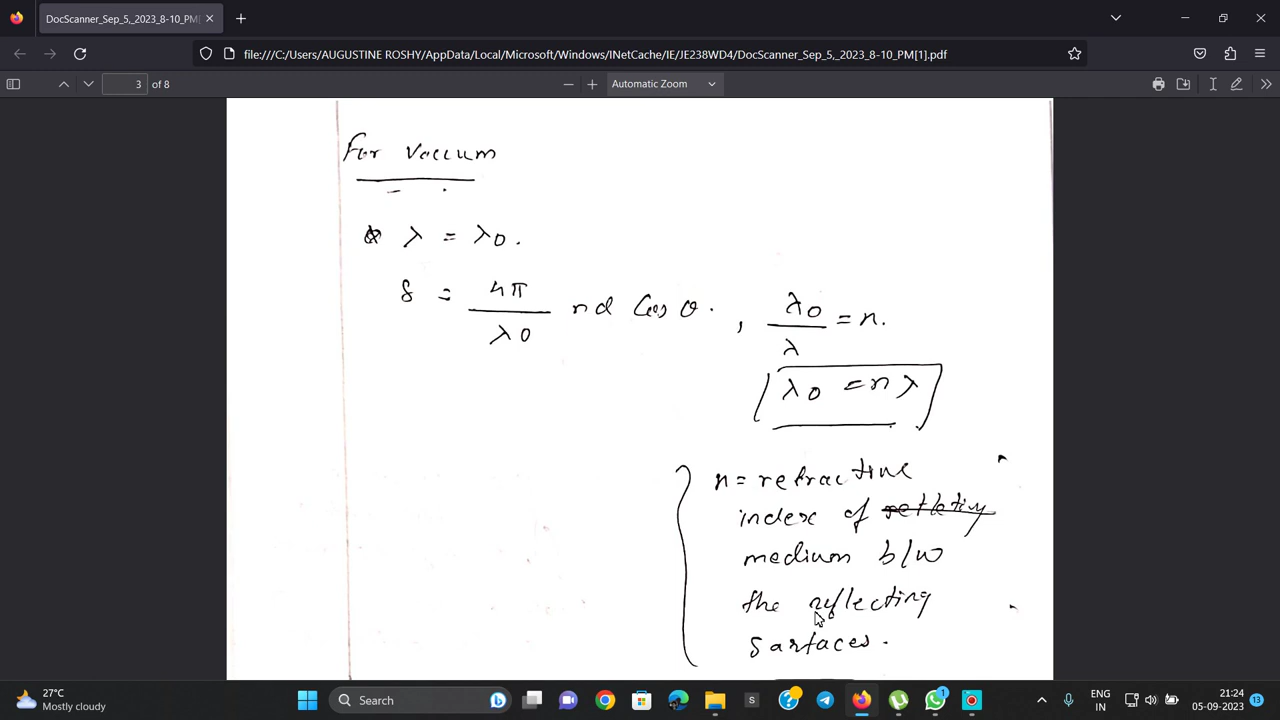 DocScanner_Sep_5,_2023_8-10_PM[
file:///C:/Users/AUGUSTINE ROSHY/AppData/Local/Microsoft/Windows/INetCache/IE/JE238WD4/DocScanner_Sep_5,_2023_8-10_PM[1].pdf
3 of 8
Automatic Zoom
For Vaccum
λ = λ0.
δ = 4π/λ0 nd Cos θ. , λ0/λ = n.
λ0 = n λ
n = refractive
index of
medium b/w
the reflecting
surfaces.
27°C
Mostly cloudy
Search
1
ENG
IN
21:24
05-09-2023
13